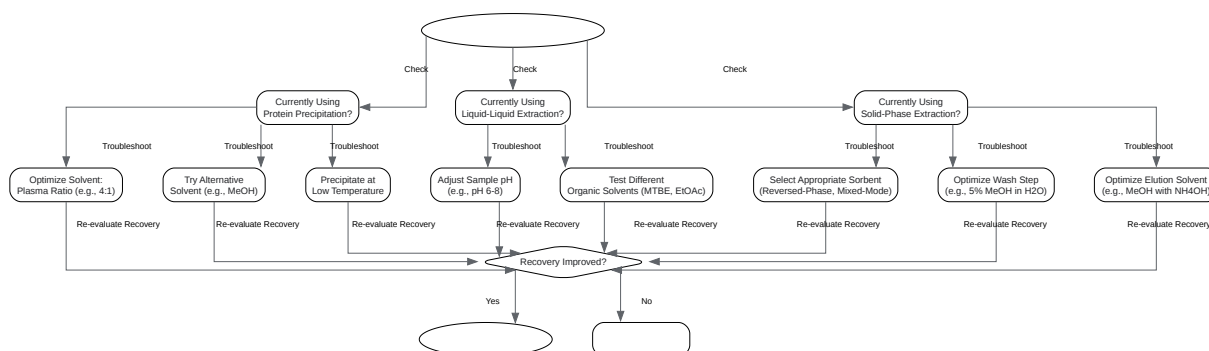 Check
Check
Check
Currently Using
Protein Precipitation?
Currently Using
Liquid-Liquid Extraction?
Currently Using
Solid-Phase Extraction?
Troubleshoot
Troubleshoot
Troubleshoot
Troubleshoot
Troubleshoot
Troubleshoot
Troubleshoot
Troubleshoot
Optimize Solvent:
Plasma Ratio (e.g., 4:1)
Try Alternative
Solvent (e.g., MeOH)
Precipitate at
Low Temperature
Adjust Sample pH
(e.g., pH 6-8)
Test Different
Organic Solvents (MTBE, EtOAc)
Select Appropriate Sorbent
(Reversed-Phase, Mixed-Mode)
Optimize Wash Step
(e.g., 5% MeOH in H2O)
Optimize Elution Solvent
(e.g., MeOH with NH4OH)
Re-evaluate Recovery
Re-evaluate Recovery
Re-evaluate Recovery
Re-evaluate Recovery
Re-evaluate Recovery
Re-evaluate Recovery
Re-evaluate Recovery
Re-evaluate Recovery
Recovery Improved?
Yes
No